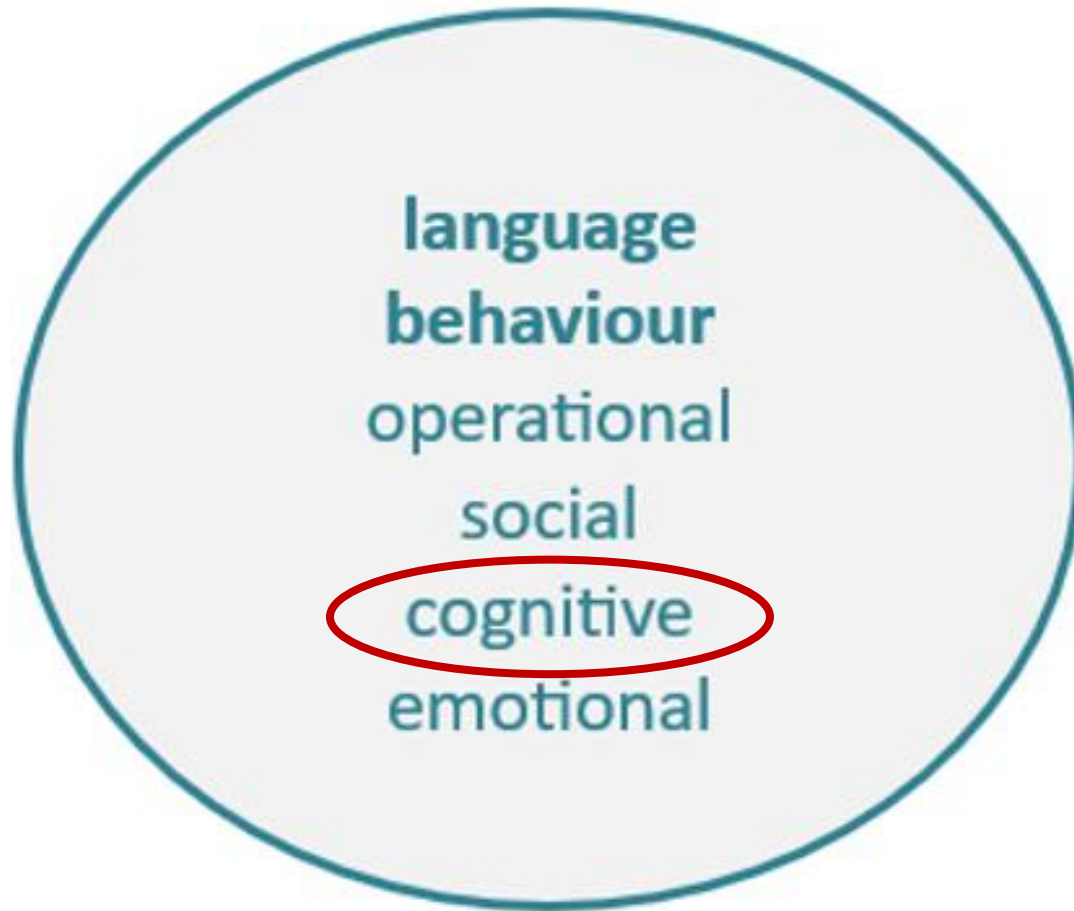 language
behaviour
operational
social
cognitive
emotional